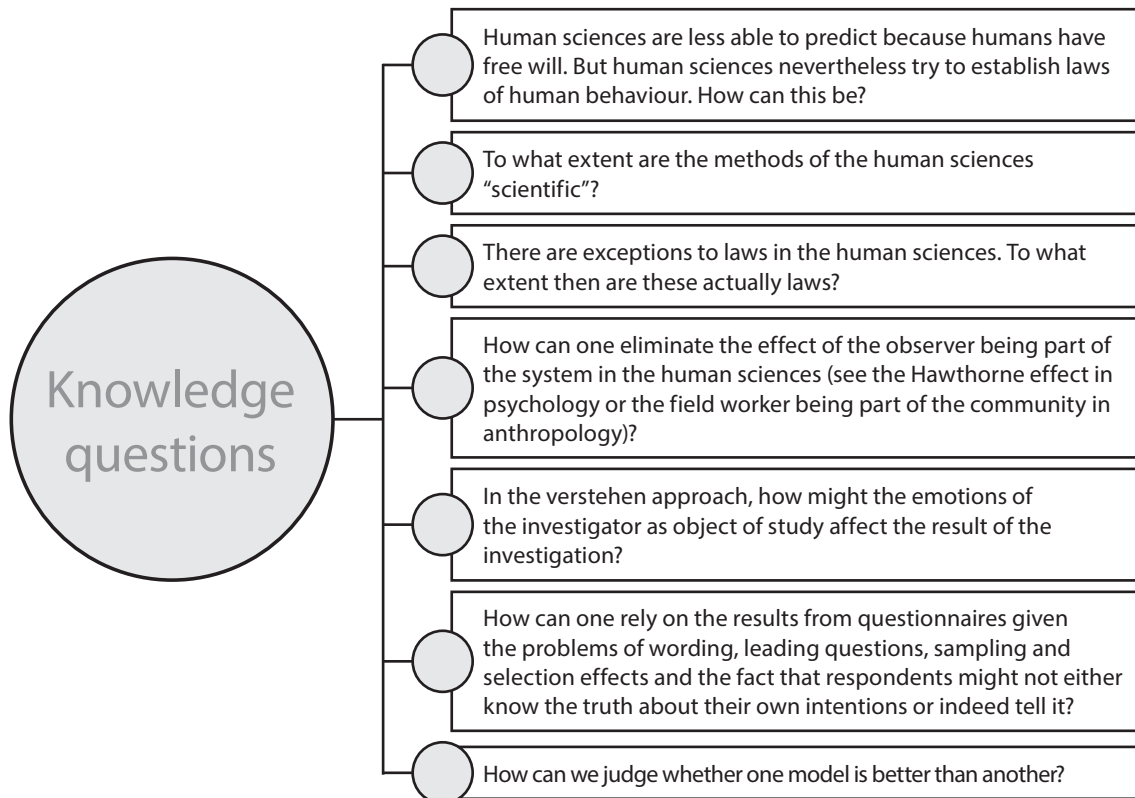 Knowledge
questions
Human sciences are less able to predict because humans have
free will. But human sciences nevertheless try to establish laws
of human behaviour. How can this be?
To what extent are the methods of the human sciences
“scientific”?
There are exceptions to laws in the human sciences. To what
extent then are these actually laws?
How can one eliminate the effect of the observer being part of
the system in the human sciences (see the Hawthorne effect in
psychology or the field worker being part of the community in
anthropology)?
In the verstehen approach, how might the emotions of
the investigator as object of study affect the result of the
investigation?
How can one rely on the results from questionnaires given
the problems of wording, leading questions, sampling and
selection effects and the fact that respondents might not either
know the truth about their own intentions or indeed tell it?
How can we judge whether one model is better than another?